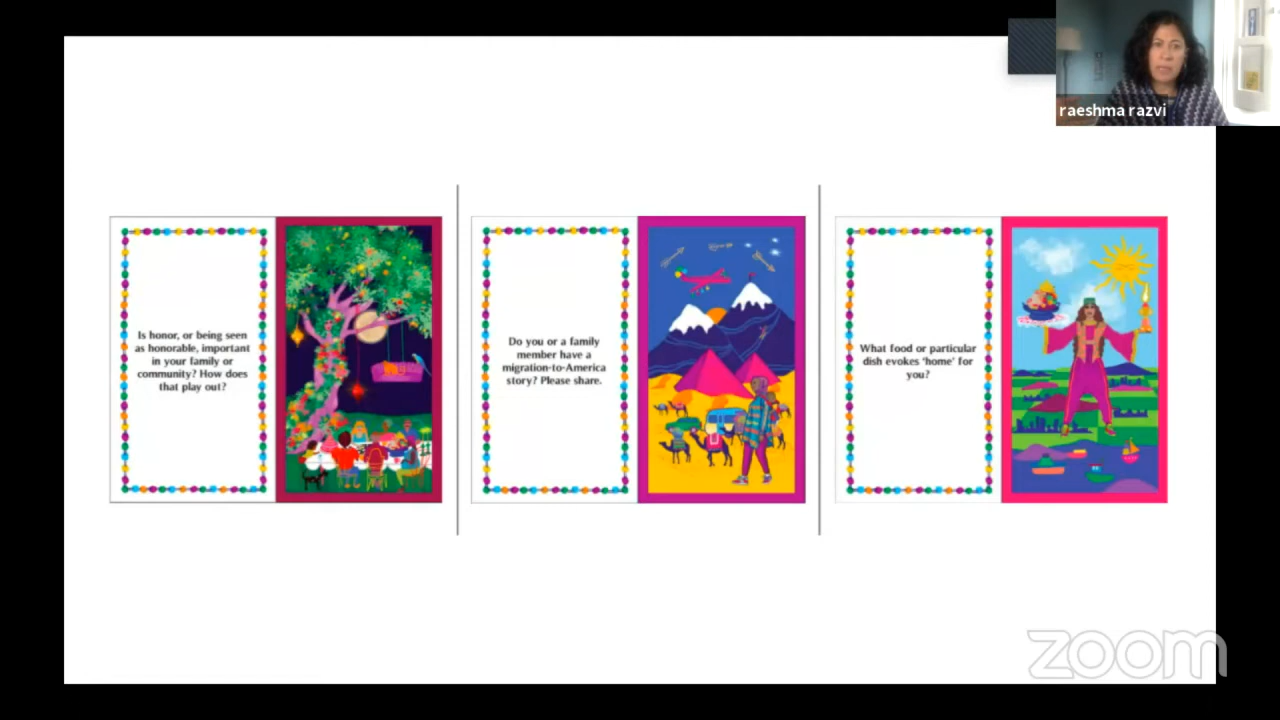 raeshma razvi
Is honor, or being seen
as honorable, important
in your family or
community? How does
that play out?
Do you or a family
member have a
migration-to-America
story? Please share.
What food or particular
dish evokes ‘home’ for
you?
zoom